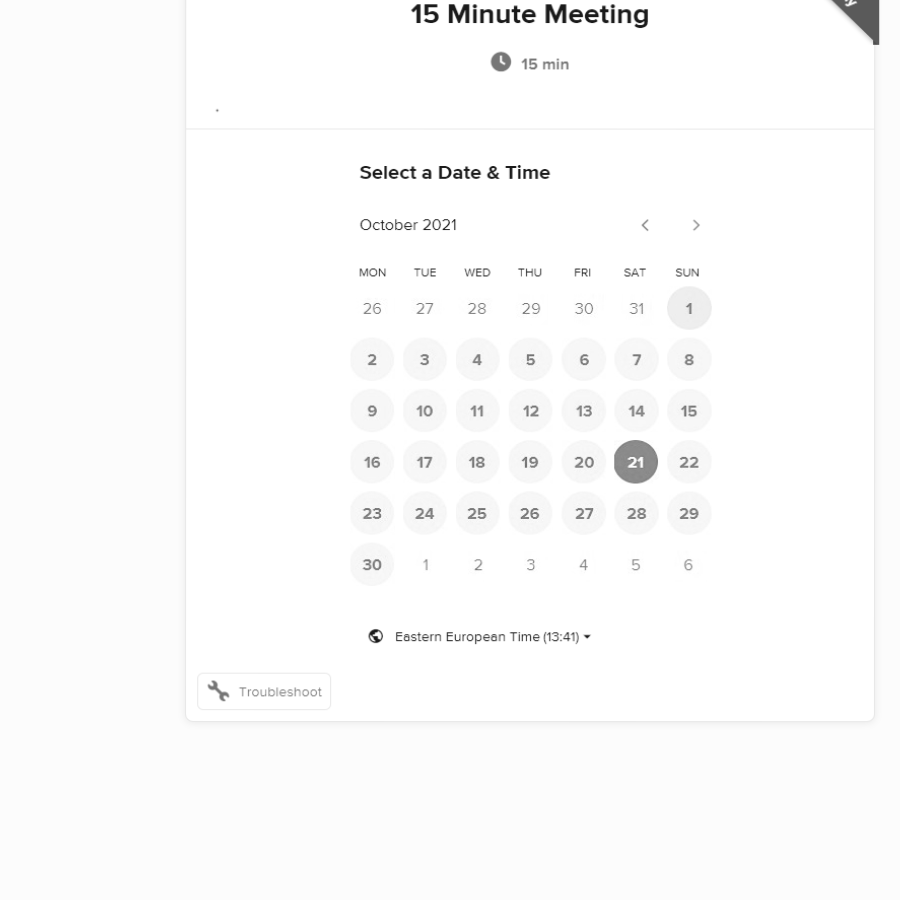 15 Minute Meeting
15 min
.
Select a Date & Time
October 2021
MON TUE WED THU FRI SAT SUN
26 27 28 29 30 31 1
2 3 4 5 6 7 8
9 10 11 12 13 14 15
16 17 18 19 20 21 22
23 24 25 26 27 28 29
30 1 2 3 4 5 6
Eastern European Time (13:41)
Troubleshoot